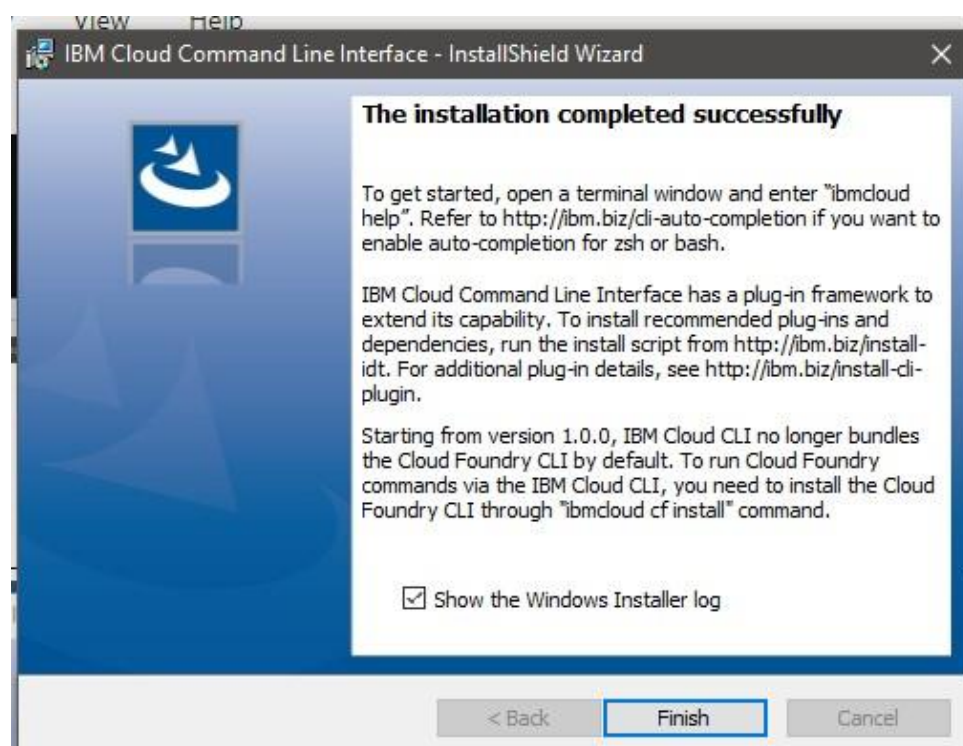 View Help
IBM Cloud Command Line Interface - InstallShield Wizard
The installation completed successfully
To get started, open a terminal window and enter "ibmcloud
help". Refer to http://ibm.biz/cli-auto-completion if you want to
enable auto-completion for zsh or bash.
IBM Cloud Command Line Interface has a plug-in framework to
extend its capability. To install recommended plug-ins and
dependencies, run the install script from http://ibm.biz/install-
idt. For additional plug-in details, see http://ibm.biz/install-cli-
plugin.
Starting from version 1.0.0, IBM Cloud CLI no longer bundles
the Cloud Foundry CLI by default. To run Cloud Foundry
commands via the IBM Cloud CLI, you need to install the Cloud
Foundry CLI through "ibmcloud cf install" command.
Show the Windows Installer log
< Back Finish Cancel